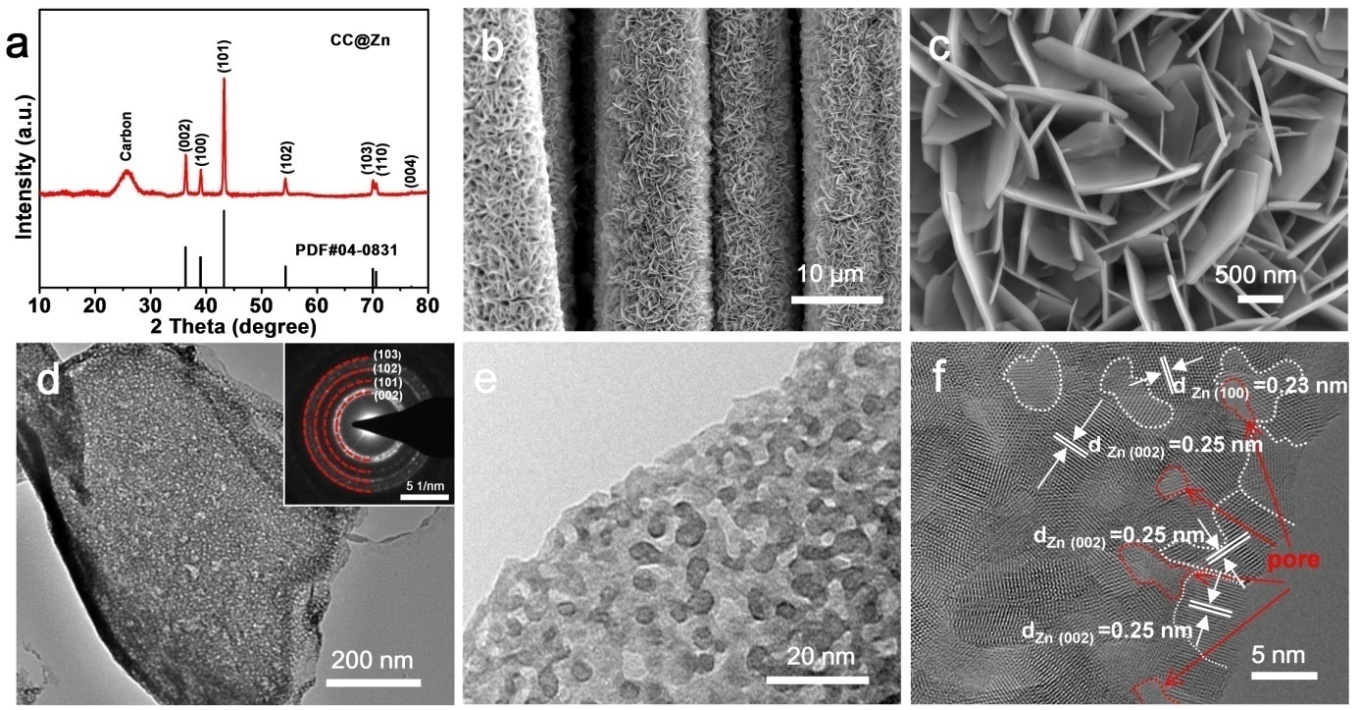 a
CC@Zn
Intensity (a.u.)
Carbon
(002)
(100)
(101)
(102)
(103)
(110)
(004)
PDF#04-0831
10 20 30 40 50 60 70 80
2 Theta (degree)
b
10 µm
c
500 nm
d
(103)
(102)
(101)
(002)
5 1/nm
200 nm
e
20 nm
f
d Zn (100) =0.23 nm
d Zn (002) =0.25 nm
dZn (002) =0.25 nm
pore
dZn (002) =0.25 nm
5 nm